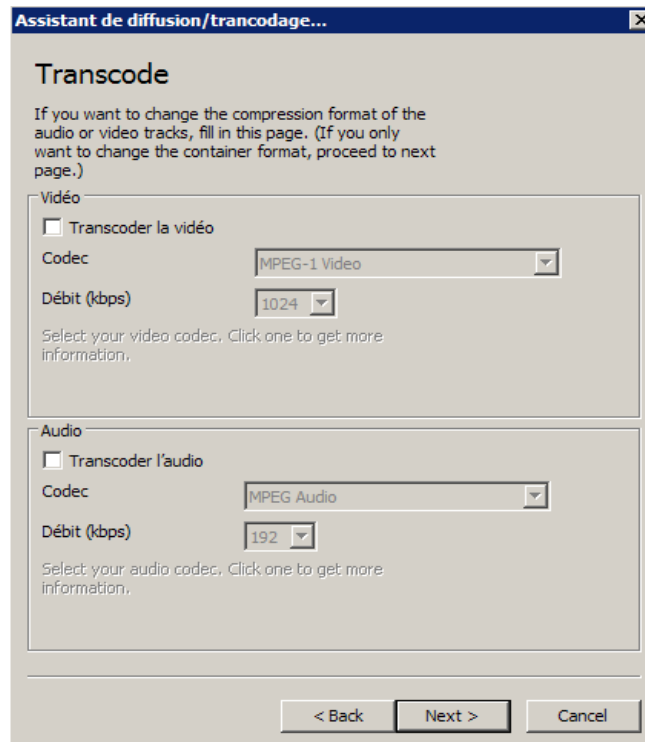 Assistant de diffusion/trancodage...
Transcode
If you want to change the compression format of the
audio or video tracks, fill in this page. (If you only
want to change the container format, proceed to next
page.)
Vidéo
Transcoder la vidéo
Codec
MPEG-1 Video
Débit (kbps)
1024
Select your video codec. Click one to get more
information.
Audio
Transcoder l'audio
Codec
MPEG Audio
Débit (kbps)
192
Select your audio codec. Click one to get more
information.
< Back
Next >
Cancel